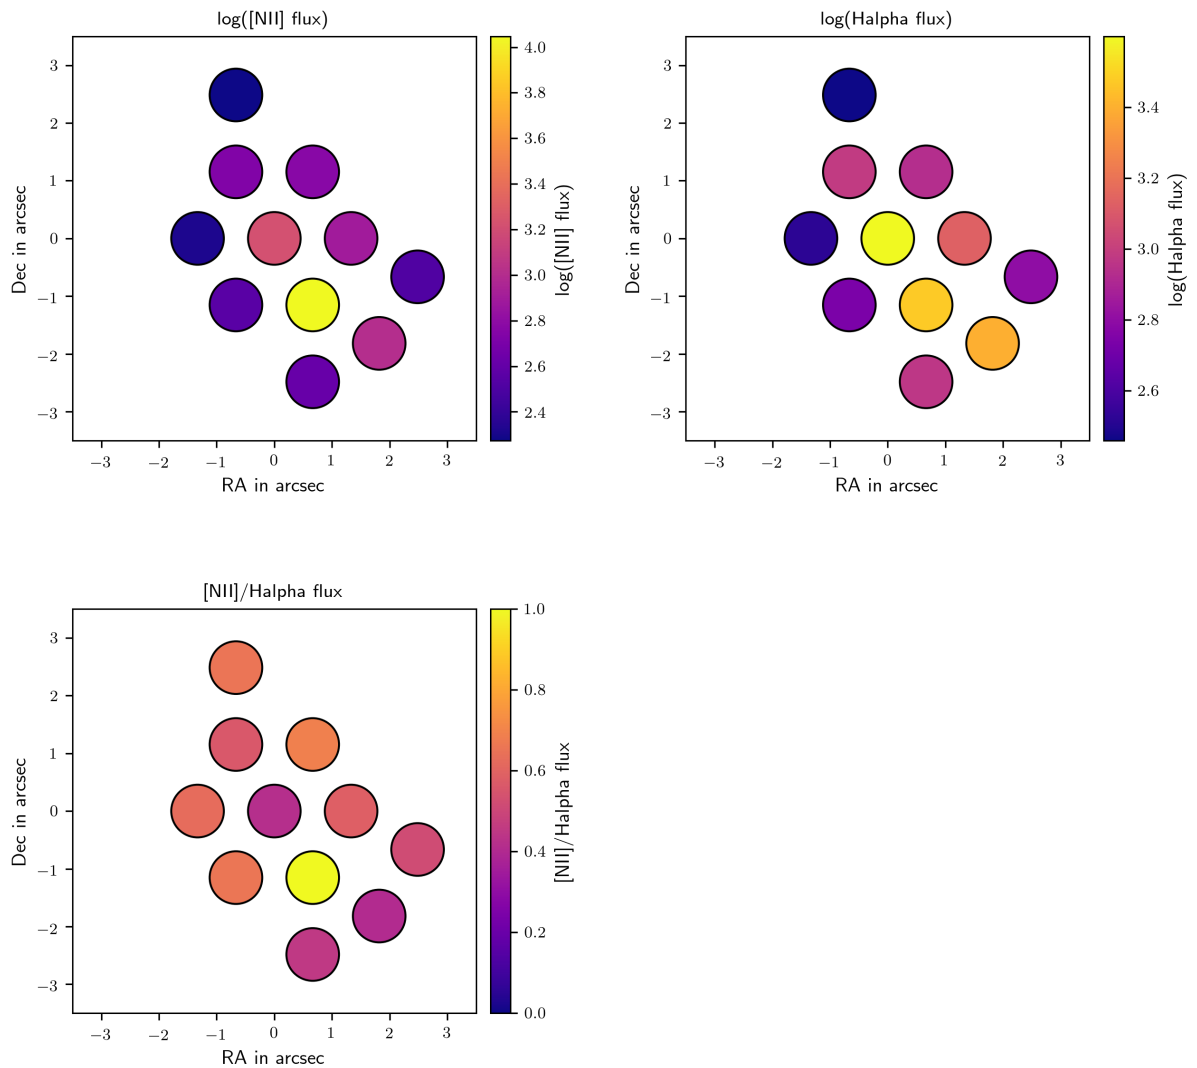 log([NII] flux)
3
2
1
0
−1
−2
−3
Dec in arcsec
−3 −2 −1 0 1 2 3
RA in arcsec
4.0
3.8
3.6
3.4
3.2
3.0
2.8
2.6
2.4
log([NII] flux)
log(Halpha flux)
3
2
1
0
−1
−2
−3
Dec in arcsec
−3 −2 −1 0 1 2 3
RA in arcsec
3.4
3.2
3.0
2.8
2.6
log(Halpha flux)
[NII]/Halpha flux
3
2
1
0
−1
−2
−3
Dec in arcsec
−3 −2 −1 0 1 2 3
RA in arcsec
1.0
0.8
0.6
0.4
0.2
0.0
[NII]/Halpha flux